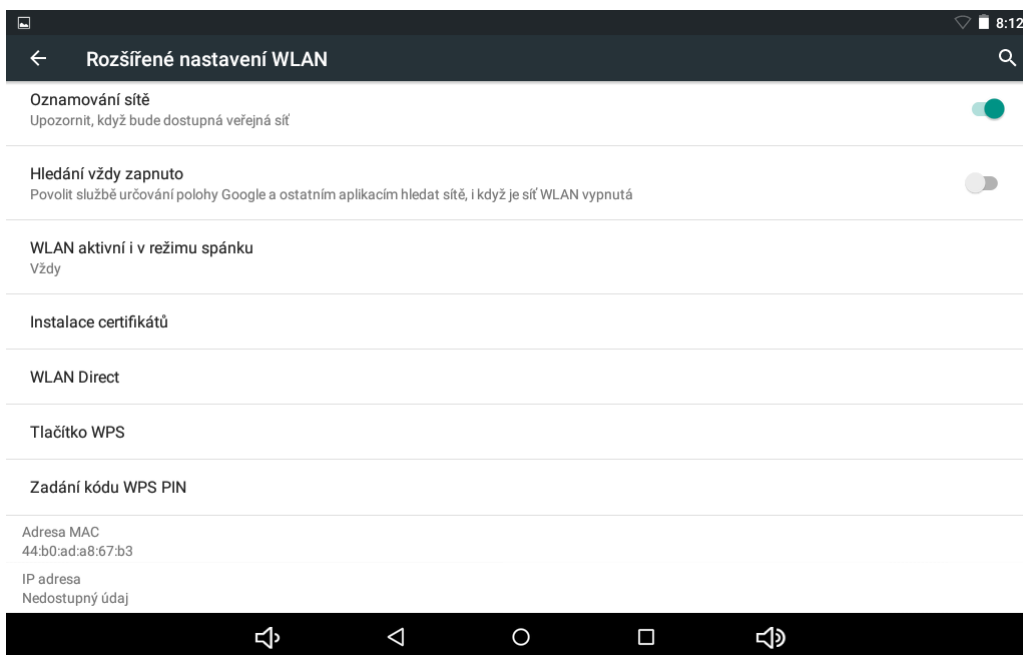 8:12
Rozšířené nastavení WLAN
Oznamování sítě
Upozornit, když bude dostupná veřejná síť
Hledání vždy zapnuto
Povolit službě určování polohy Google a ostatním aplikacím hledat sítě, i když je síť WLAN vypnutá
WLAN aktivní i v režimu spánku
Vždy
Instalace certifikátů
WLAN Direct
Tlačítko WPS
Zadání kódu WPS PIN
Adresa MAC
44:b0:ad:a8:67:b3
IP adresa
Nedostupný údaj